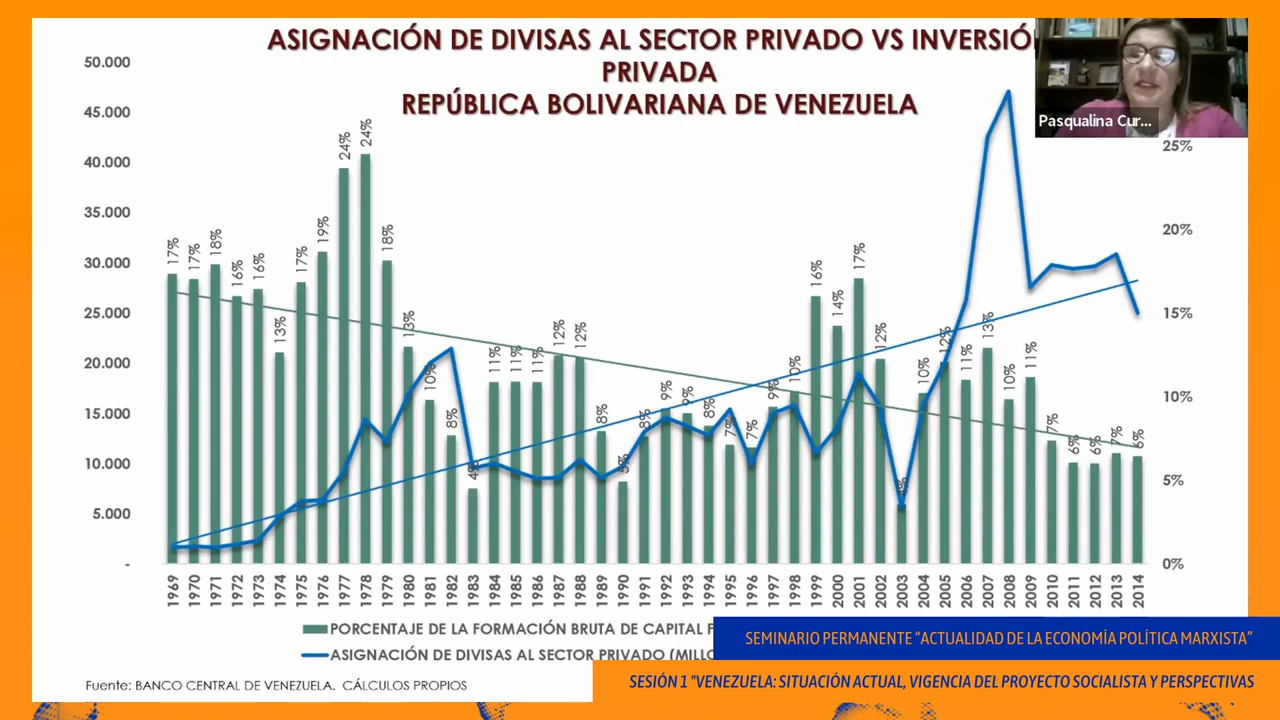 ASIGNACIÓN DE DIVISAS AL SECTOR PRIVADO VS INVERSIÓN
PRIVADA
REPÚBLICA BOLIVARIANA DE VENEZUELA
Pasqualina Cur...
50.000
45.000
40.000
35.000
30.000
25.000
20.000
15.000
10.000
5.000
-
25%
20%
15%
10%
5%
0%
17% 17% 18% 16% 16% 13% 17% 19% 24% 24% 18% 13% 10% 8% 4% 11% 11% 11% 12% 12% 8% 5% 8% 9% 9% 8% 7% 7% 9% 10% 16% 14% 17% 12% 4% 10% 12% 11% 13% 10% 11% 7% 6% 6% 7% 6%
1969 1970 1971 1972 1973 1974 1975 1976 1977 1978 1979 1980 1981 1982 1983 1984 1985 1986 1987 1988 1989 1990 1991 1992 1993 1994 1995 1996 1997 1998 1999 2000 2001 2002 2003 2004 2005 2006 2007 2008 2009 2010 2011 2012 2013 2014
PORCENTAJE DE LA FORMACIÓN BRUTA DE CAPITAL F
ASIGNACIÓN DE DIVISAS AL SECTOR PRIVADO (MILLO
Fuente: BANCO CENTRAL DE VENEZUELA. CÁLCULOS PROPIOS
SEMINARIO PERMANENTE “ACTUALIDAD DE LA ECONOMÍA POLÍTICA MARXISTA”
SESIÓN 1 "VENEZUELA: SITUACIÓN ACTUAL, VIGENCIA DEL PROYECTO SOCIALISTA Y PERSPECTIVAS